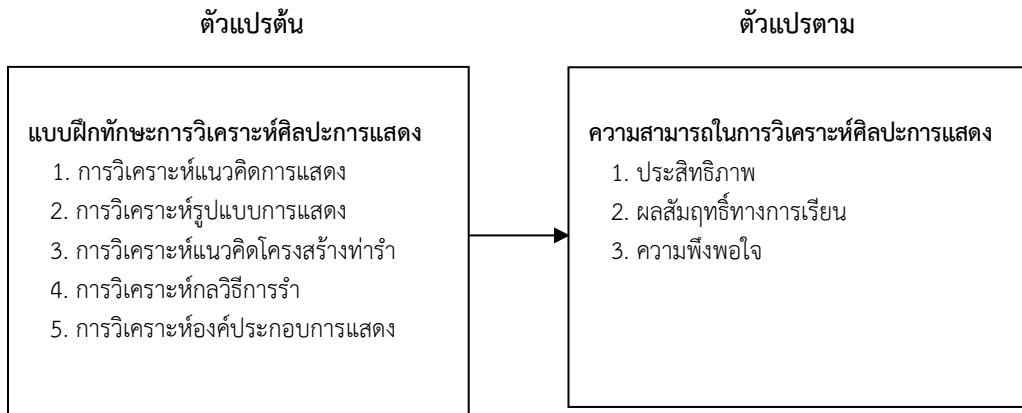 ตัวแปรต้น
ตัวแปรตาม
แบบฝึกทักษะการวิเคราะห์ศิลปะการแสดง
1. การวิเคราะห์แนวคิดการแสดง
2. การวิเคราะห์รูปแบบการแสดง
3. การวิเคราะห์แนวคิดโครงสร้างท่ารำ
4. การวิเคราะห์กลวิธีการรำ
5. การวิเคราะห์องค์ประกอบการแสดง
ความสามารถในการวิเคราะห์ศิลปะการแสดง
1. ประสิทธิภาพ
2. ผลสัมฤทธิ์ทางการเรียน
3. ความพึงพอใจ